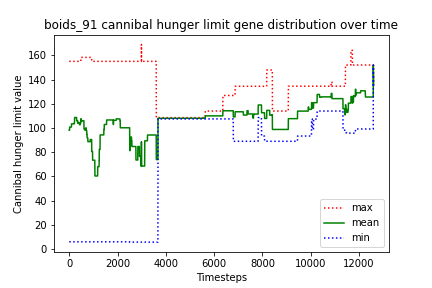 boids_91 cannibal hunger limit gene distribution over time
Cannibal hunger limit value
160
140
120
100
80
60
40
20
0
max
mean
min
0
2000
4000
6000
8000
10000
12000
Timesteps